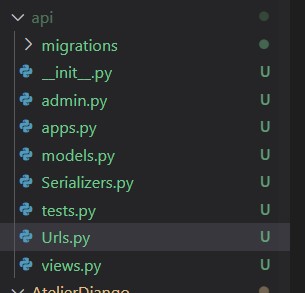 api
migrations
__init__.py U
admin.py U
apps.py U
models.py U
Serializers.py U
tests.py U
Urls.py U
views.py U
AtelierDjango